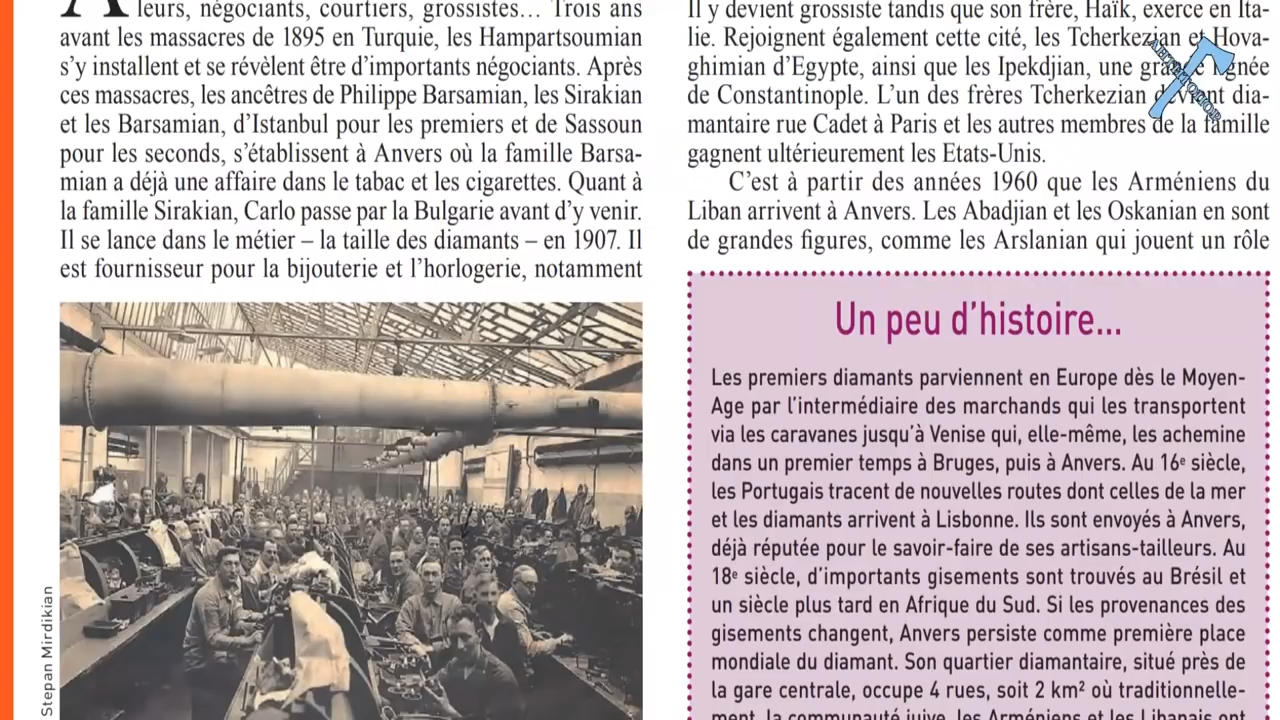 A
leurs, négociants, courtiers, grossistes… Trois ans
avant les massacres de 1895 en Turquie, les Hampartsoumian
s’y installent et se révèlent être d’importants négociants. Après
ces massacres, les ancêtres de Philippe Barsanian, les Sirakian
et les Barsamian, d’Istanbul pour les premiers et de Sassoun
pour les seconds, s’établissent à Anvers où la famille Barsa-
mian a déjà une affaire dans le tabac et les cigarettes. Quant à
la famille Sirakian, Carlo passe par la Bulgarie avant d’y venir.
Il se lance dans le métier – la taille des diamants – en 1907. Il
est fournisseur pour la bijouterie et l’horlogerie, notamment
Stepan Mirdikian
Il y devient grossiste tandis que son frère, Haïk, exerce en Ita-
lie. Rejoignent également cette cité, les Tcherkezian et Hova-
ghimian d’Egypte, ainsi que les Ipekdjian, une grande lignée
de Constantinople. L’un des frères Tcherkezian devient dia-
mantaire rue Cadet à Paris et les autres membres de la famille
gagnent ultérieurement les Etats-Unis.
C’est à partir des années 1960 que les Arméniens du
Liban arrivent à Anvers. Les Abadjian et les Oskanian en sont
de grandes figures, comme les Arslanian qui jouent un rôle
Un peu d’histoire…
Les premiers diamants parviennent en Europe dès le Moyen-
Age par l’intermédiaire des marchands qui les transportent
via les caravanes jusqu’à Venise qui, elle-même, les achemine
dans un premier temps à Bruges, puis à Anvers. Au 16e siècle,
les Portugais tracent de nouvelles routes dont celles de la mer
et les diamants arrivent à Lisbonne. Ils sont envoyés à Anvers,
déjà réputée pour le savoir-faire de ses artisans-tailleurs. Au
18e siècle, d’importants gisements sont trouvés au Brésil et
un siècle plus tard en Afrique du Sud. Si les provenances des
gisements changent, Anvers persiste comme première place
mondiale du diamant. Son quartier diamantaire, situé près de
la gare centrale, occupe 4 rues, soit 2 km² où traditionnelle-
ment, la communauté juive, les Arméniens et les Libanais ont